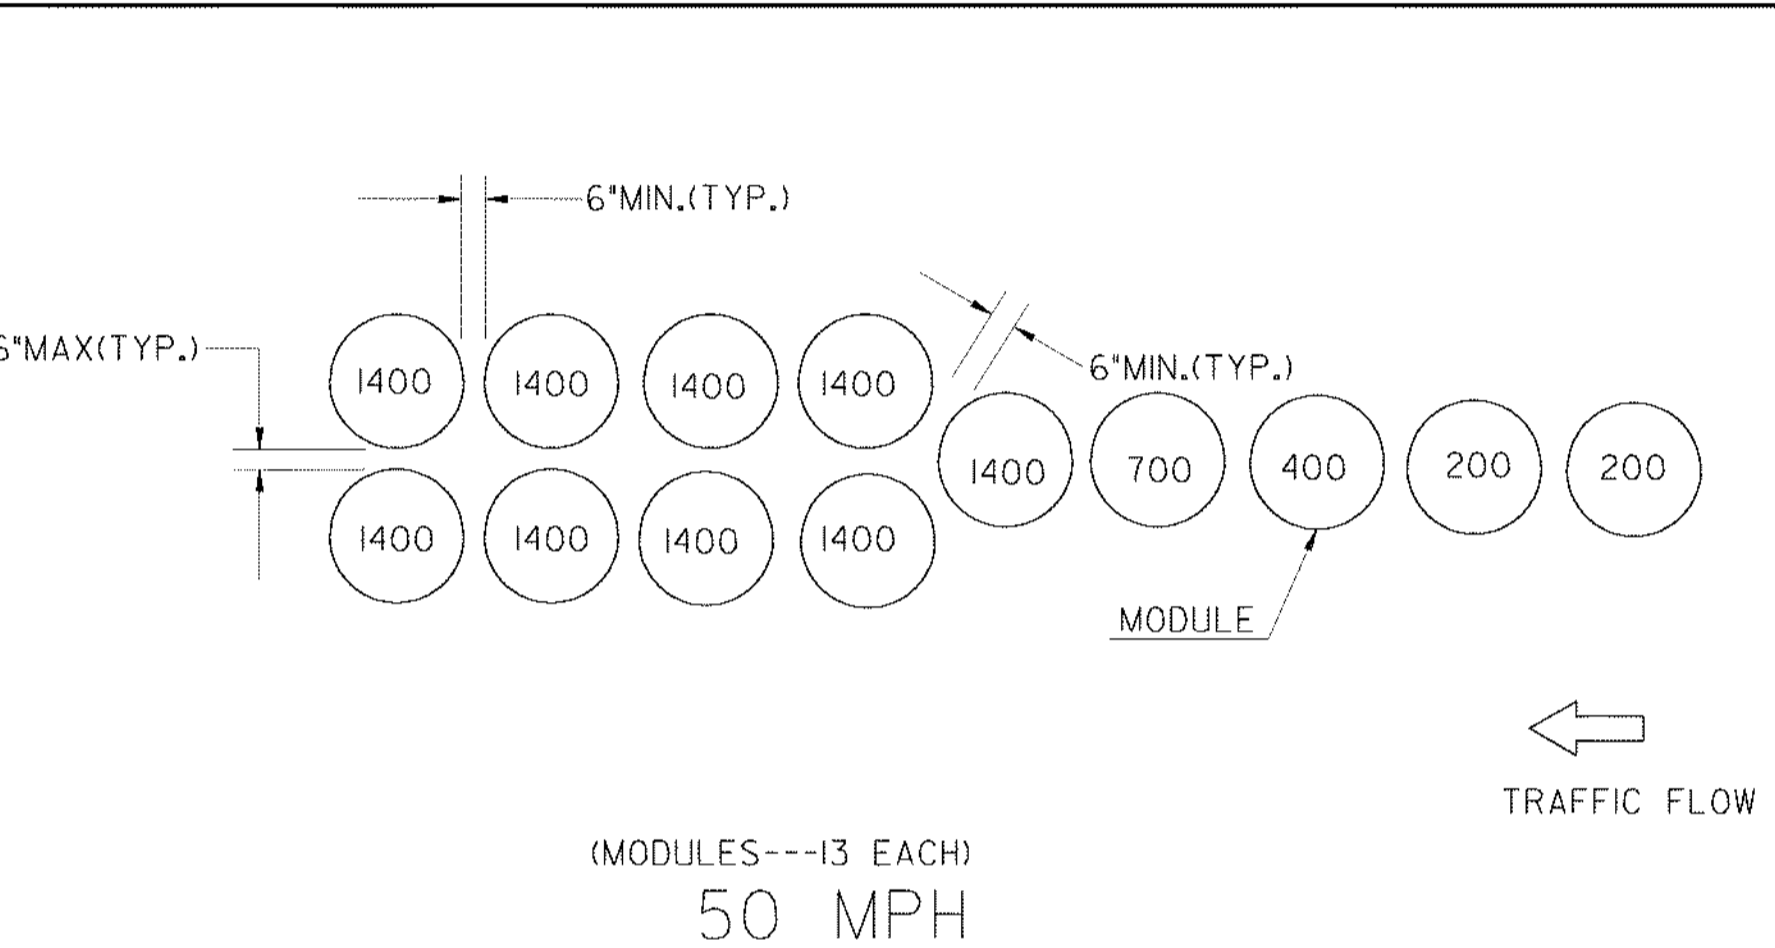 6"MIN.(TYP.)
6"MAX(TYP.)
6"MIN.(TYP.)
1400 1400 1400 1400
1400 700 400 200 200
1400 1400 1400 1400
MODULE
TRAFFIC FLOW
(MODULES---13 EACH)
50 MPH